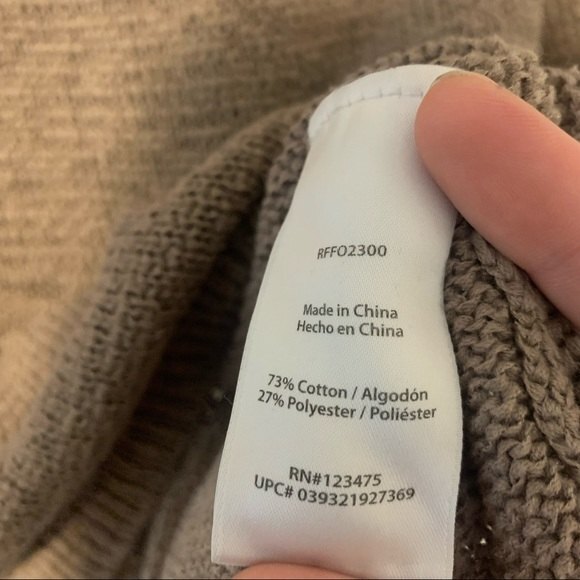 RFFO2300
Made in China
Hecho en China
73% Cotton / Algodón
27% Polyester / Poliéster
RN#123475
UPC# 039321927369